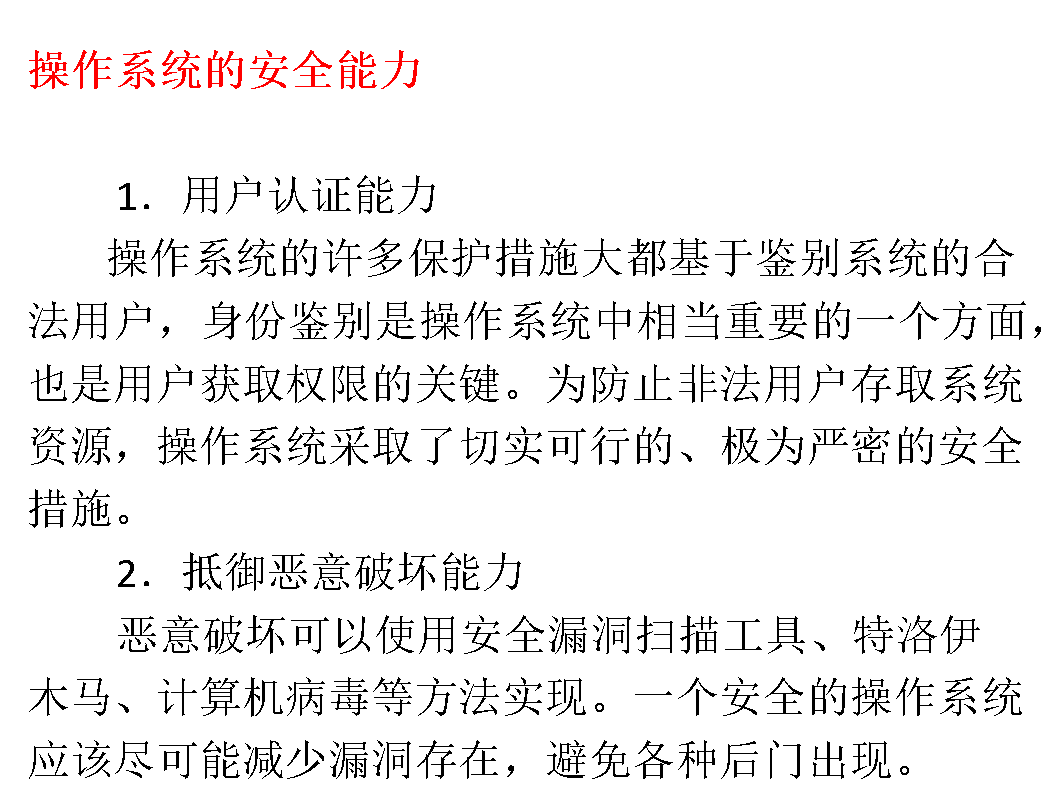 操作系统的安全能力
1．用户认证能力
操作系统的许多保护措施大都基于鉴别系统的合
法用户，身份鉴别是操作系统中相当重要的一个方面，
也是用户获取权限的关键。为防止非法用户存取系统
资源，操作系统采取了切实可行的、极为严密的安全
措施。
2．抵御恶意破坏能力
恶意破坏可以使用安全漏洞扫描工具、特洛伊
木马、计算机病毒等方法实现。一个安全的操作系统
应该尽可能减少漏洞存在，避免各种后门出现。